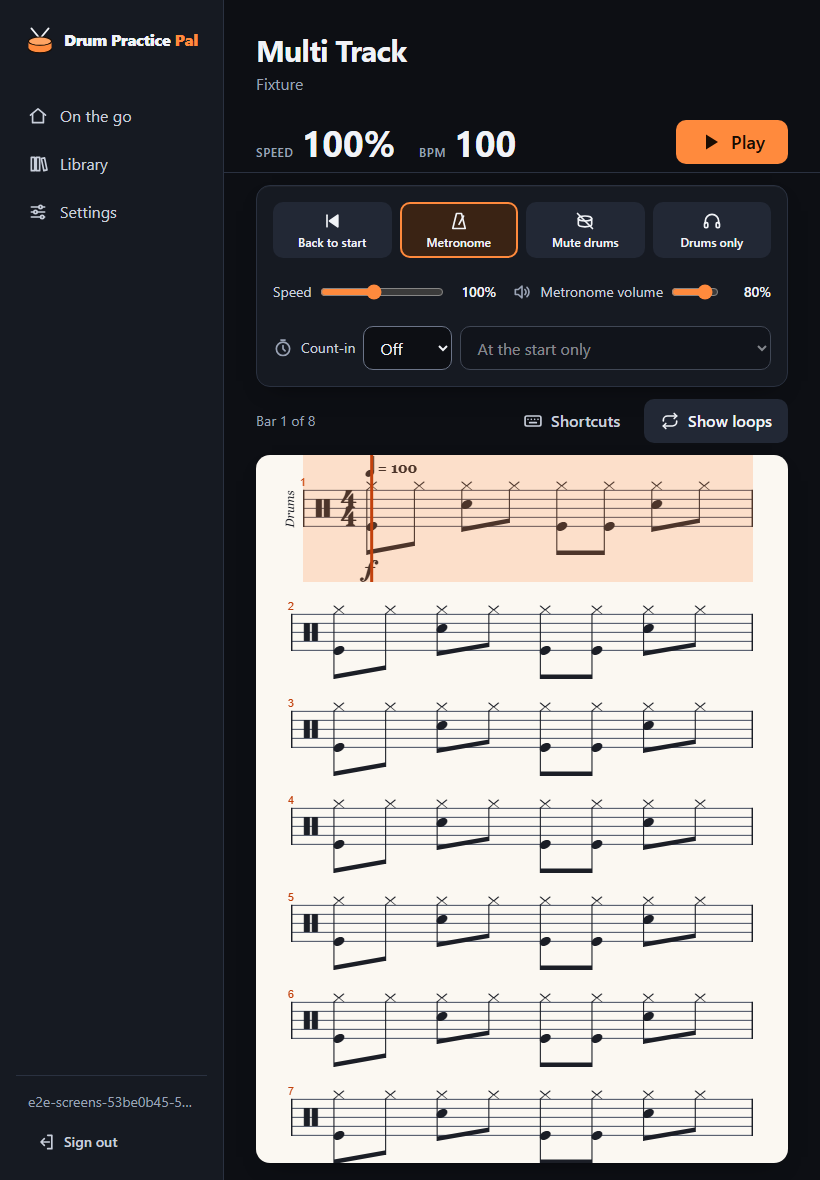 Drum Practice Pal
On the go
Library
Settings
e2e-screens-53be0b45-5...
Sign out
Multi Track
Fixture
SPEED 100% BPM 100
Play
Back to start
Metronome
Mute drums
Drums only
Speed 100% Metronome volume 80%
Count-in Off At the start only
Bar 1 of 8
Shortcuts
Show loops
= 100
1
Drums
4
4
f
2
3
4
5
6
7